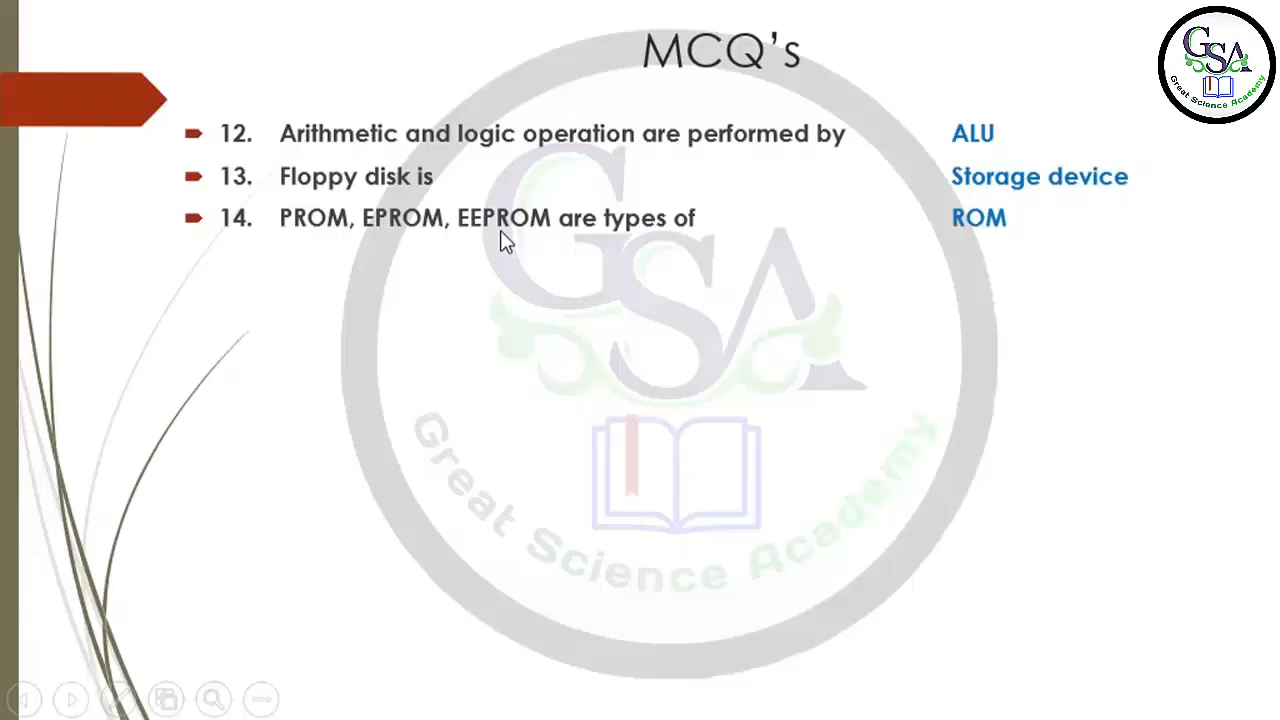 MCQ's
GSA
Great Science Academy
12. Arithmetic and logic operation are performed by ALU
13. Floppy disk is Storage device
14. PROM, EPROM, EEPROM are types of ROM
GSA
Great Science Academy